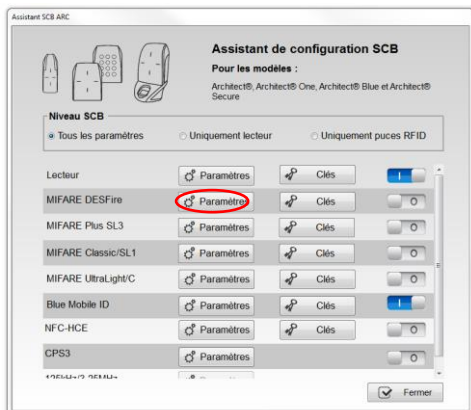 Assistant SCB ARC
Assistant de configuration SCB
Pour les modèles :
Architect®, Architect® One, Architect® Blue et Architect®
Secure
Niveau SCB
Tous les paramètres Uniquement lecteur Uniquement puces RFID
Lecteur Paramètres Clés I
MIFARE DESFire Paramètres Clés O
MIFARE Plus SL3 Paramètres Clés O
MIFARE Classic/SL1 Paramètres Clés O
MIFARE UltraLight/C Paramètres Clés O
Blue Mobile ID Paramètres Clés I
NFC-HCE Paramètres Clés O
CPS3 Paramètres O
125kHz/3.25MHz
Fermer